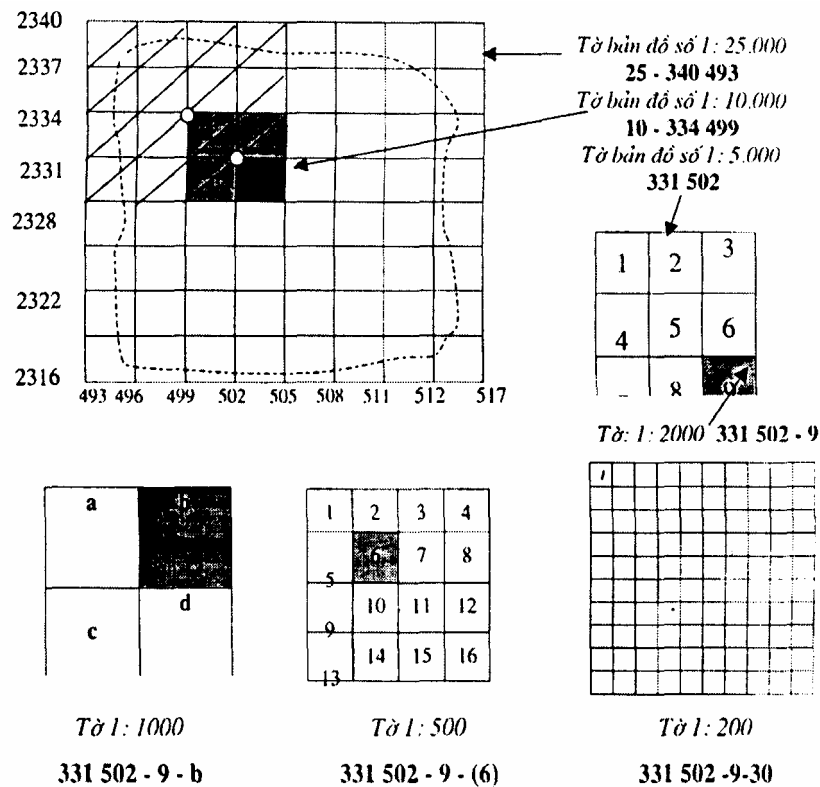 2340
2337
2334
2331
2328
2322
2316
493 496 499 502 505 508 511 512 517
Tờ bản đồ số 1: 25.000
25 - 340 493
Tờ bản đồ số 1: 10.000
10 - 334 499
Tờ bản đồ số 1: 5.000
331 502
1 2 3
4 5 6
8 9
Tờ: 1: 2000 331 502 - 9
a
d
c
1 2 3 4
5 6 7 8
9 10 11 12
13 14 15 16
1
Tờ 1: 1000
331 502 - 9 - b
Tờ 1: 500
331 502 - 9 - (6)
Tờ 1: 200
331 502 -9-30